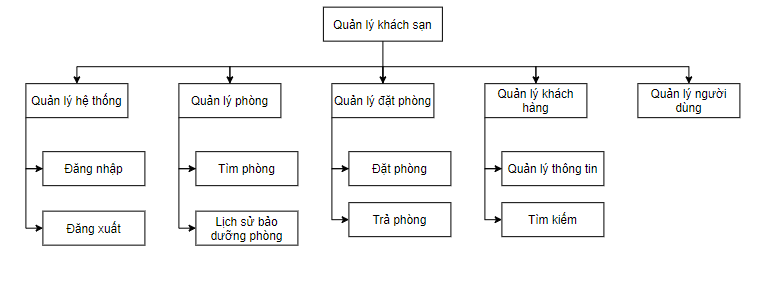 Quản lý khách sạn
Quản lý hệ thống
Quản lý phòng
Quản lý đặt phòng
Quản lý khách
hàng
Quản lý người
dùng
Đăng nhập
Tìm phòng
Đặt phòng
Quản lý thông tin
Đăng xuất
Lịch sử bảo
dưỡng phòng
Trả phòng
Tìm kiếm